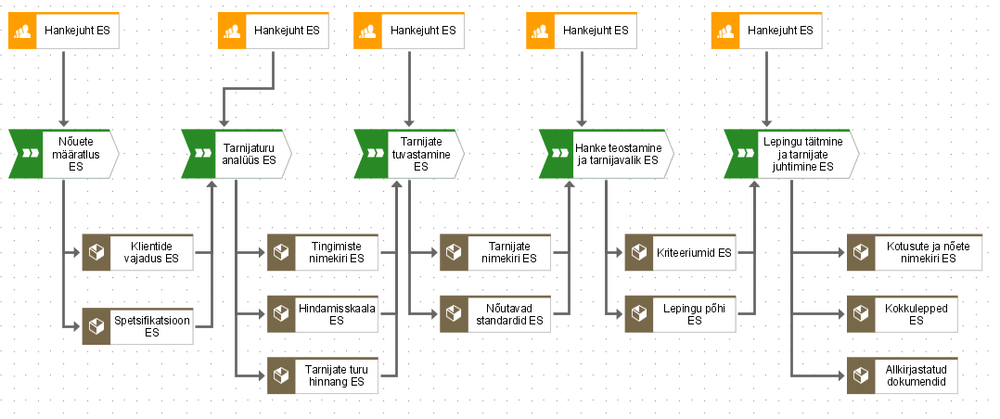 Hankejuht ES
Hankejuht ES
Hankejuht ES
Hankejuht ES
Hankejuht ES
Nõuete
määratlus
ES
Tarnijaturu
analüüs ES
Tarnijate
tuvastamine
ES
Hanke teostamine
ja tarnijavalik ES
Lepingu täitmine
ja tarnijate
juhtimine ES
Klientide
vajadus ES
Tingimiste
nimekiri ES
Tarnijate
nimekiri ES
Kriteeriumid ES
Kotusute ja nõete
nimekiri ES
Spetsifikatsioon
ES
Hindamisskaala
ES
Nõutavad
standardid ES
Lepingu põhi
ES
Kokkulepped
ES
Tarnijate turu
hinnang ES
Allkirjastatud
dokumendid